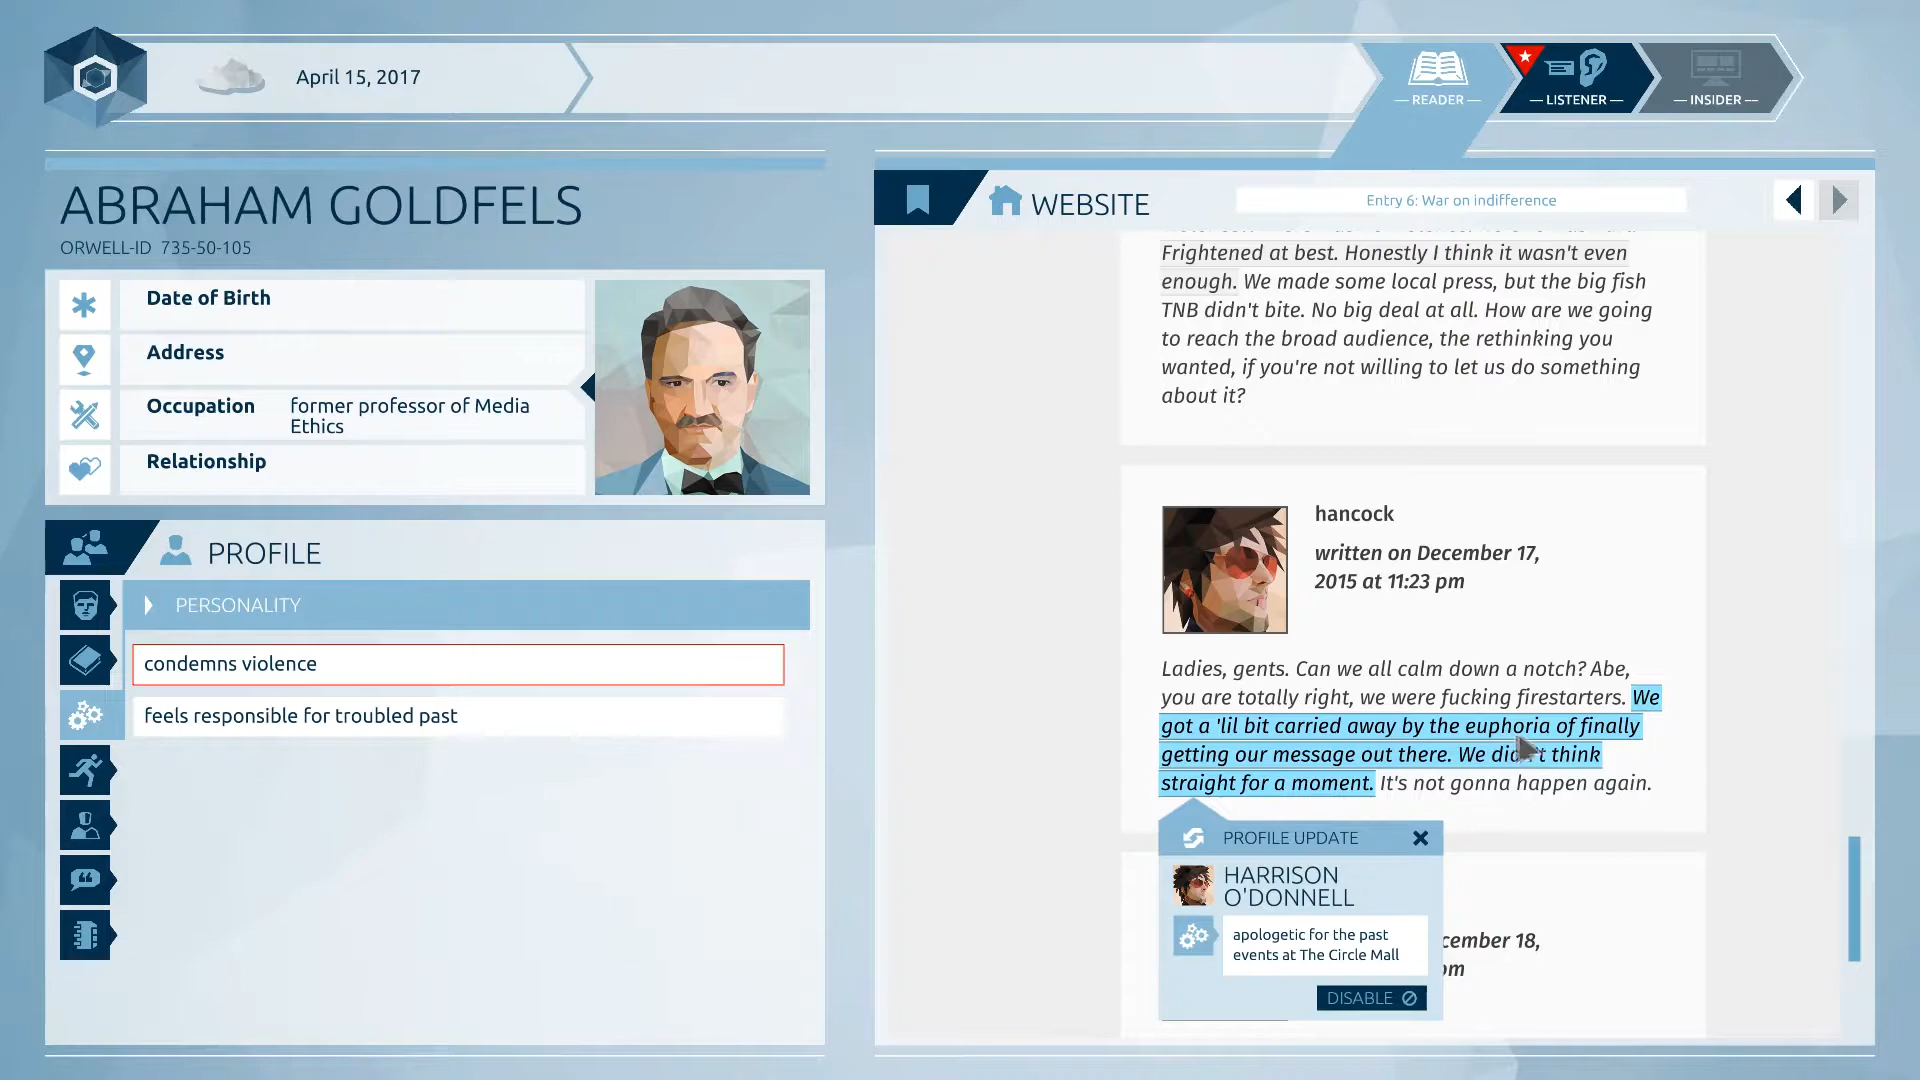 April 15, 2017
READER
LISTENER
INSIDER
ABRAHAM GOLDFELS
ORWELL-ID 735-50-105
Date of Birth
Address
Occupation former professor of Media
Ethics
Relationship
PROFILE
PERSONALITY
condemns violence
feels responsible for troubled past
WEBSITE
Entry 6: War on indifference
Frightened at best. Honestly I think it wasn't even
enough. We made some local press, but the big fish
TNB didn't bite. No big deal at all. How are we going
to reach the broad audience, the rethinking you
wanted, if you're not willing to let us do something
about it?
hancock
written on December 17,
2015 at 11:23 pm
Ladies, gents. Can we all calm down a notch? Abe,
you are totally right, we were fucking firestarters. We
got a 'lil bit carried away by the euphoria of finally
getting our message out there. We didn't think
straight for a moment. It's not gonna happen again.
PROFILE UPDATE
HARRISON
O'DONNELL
apologetic for the past
events at The Circle Mall
DISABLE
cember 18,
pm